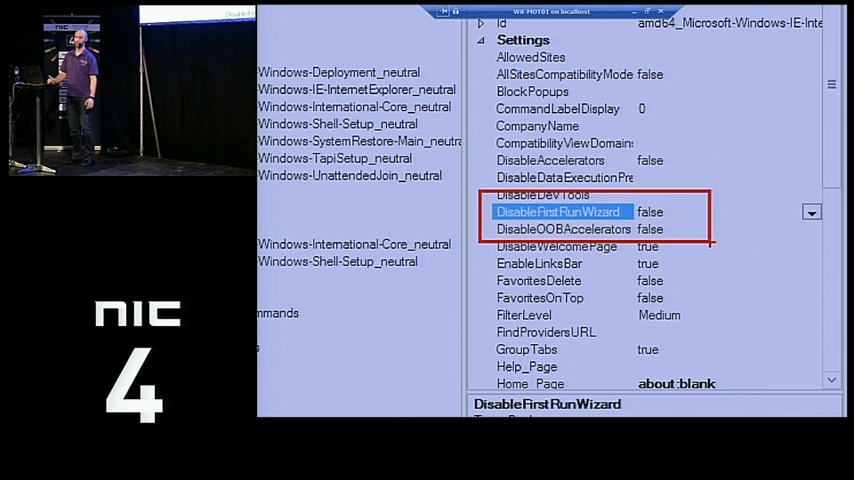 W8-MDT01 on localhost
-Windows-Deployment_neutral
-Windows-IE-InternetExplorer_neutral
-Windows-International-Core_neutral
-Windows-Shell-Setup_neutral
-Windows-SystemRestore-Main_neutra
-Windows-TapiSetup_neutral
-Windows-UnattendedJoin_neutral
-Windows-International-Core_neutral
-Windows-Shell-Setup_neutral
mmands
Id amd64_Microsoft-Windows-IE-Inte
Settings
AllowedSites
AllSitesCompatibilityMode false
BlockPopups
CommandLabelDisplay 0
CompanyName
CompatibilityViewDomain
DisableAccelerators false
DisableDataExecutionPre
DisableDevTools
DisableFirstRunWizard false
DisableOOBAccelerators false
DisableWelcomePage true
EnableLinksBar true
FavoritesDelete false
FavoritesOnTop false
FilterLevel Medium
FindProvidersURL
GroupTabs true
Help_Page
Home_Page about:blank
DisableFirstRunWizard
NIC
4